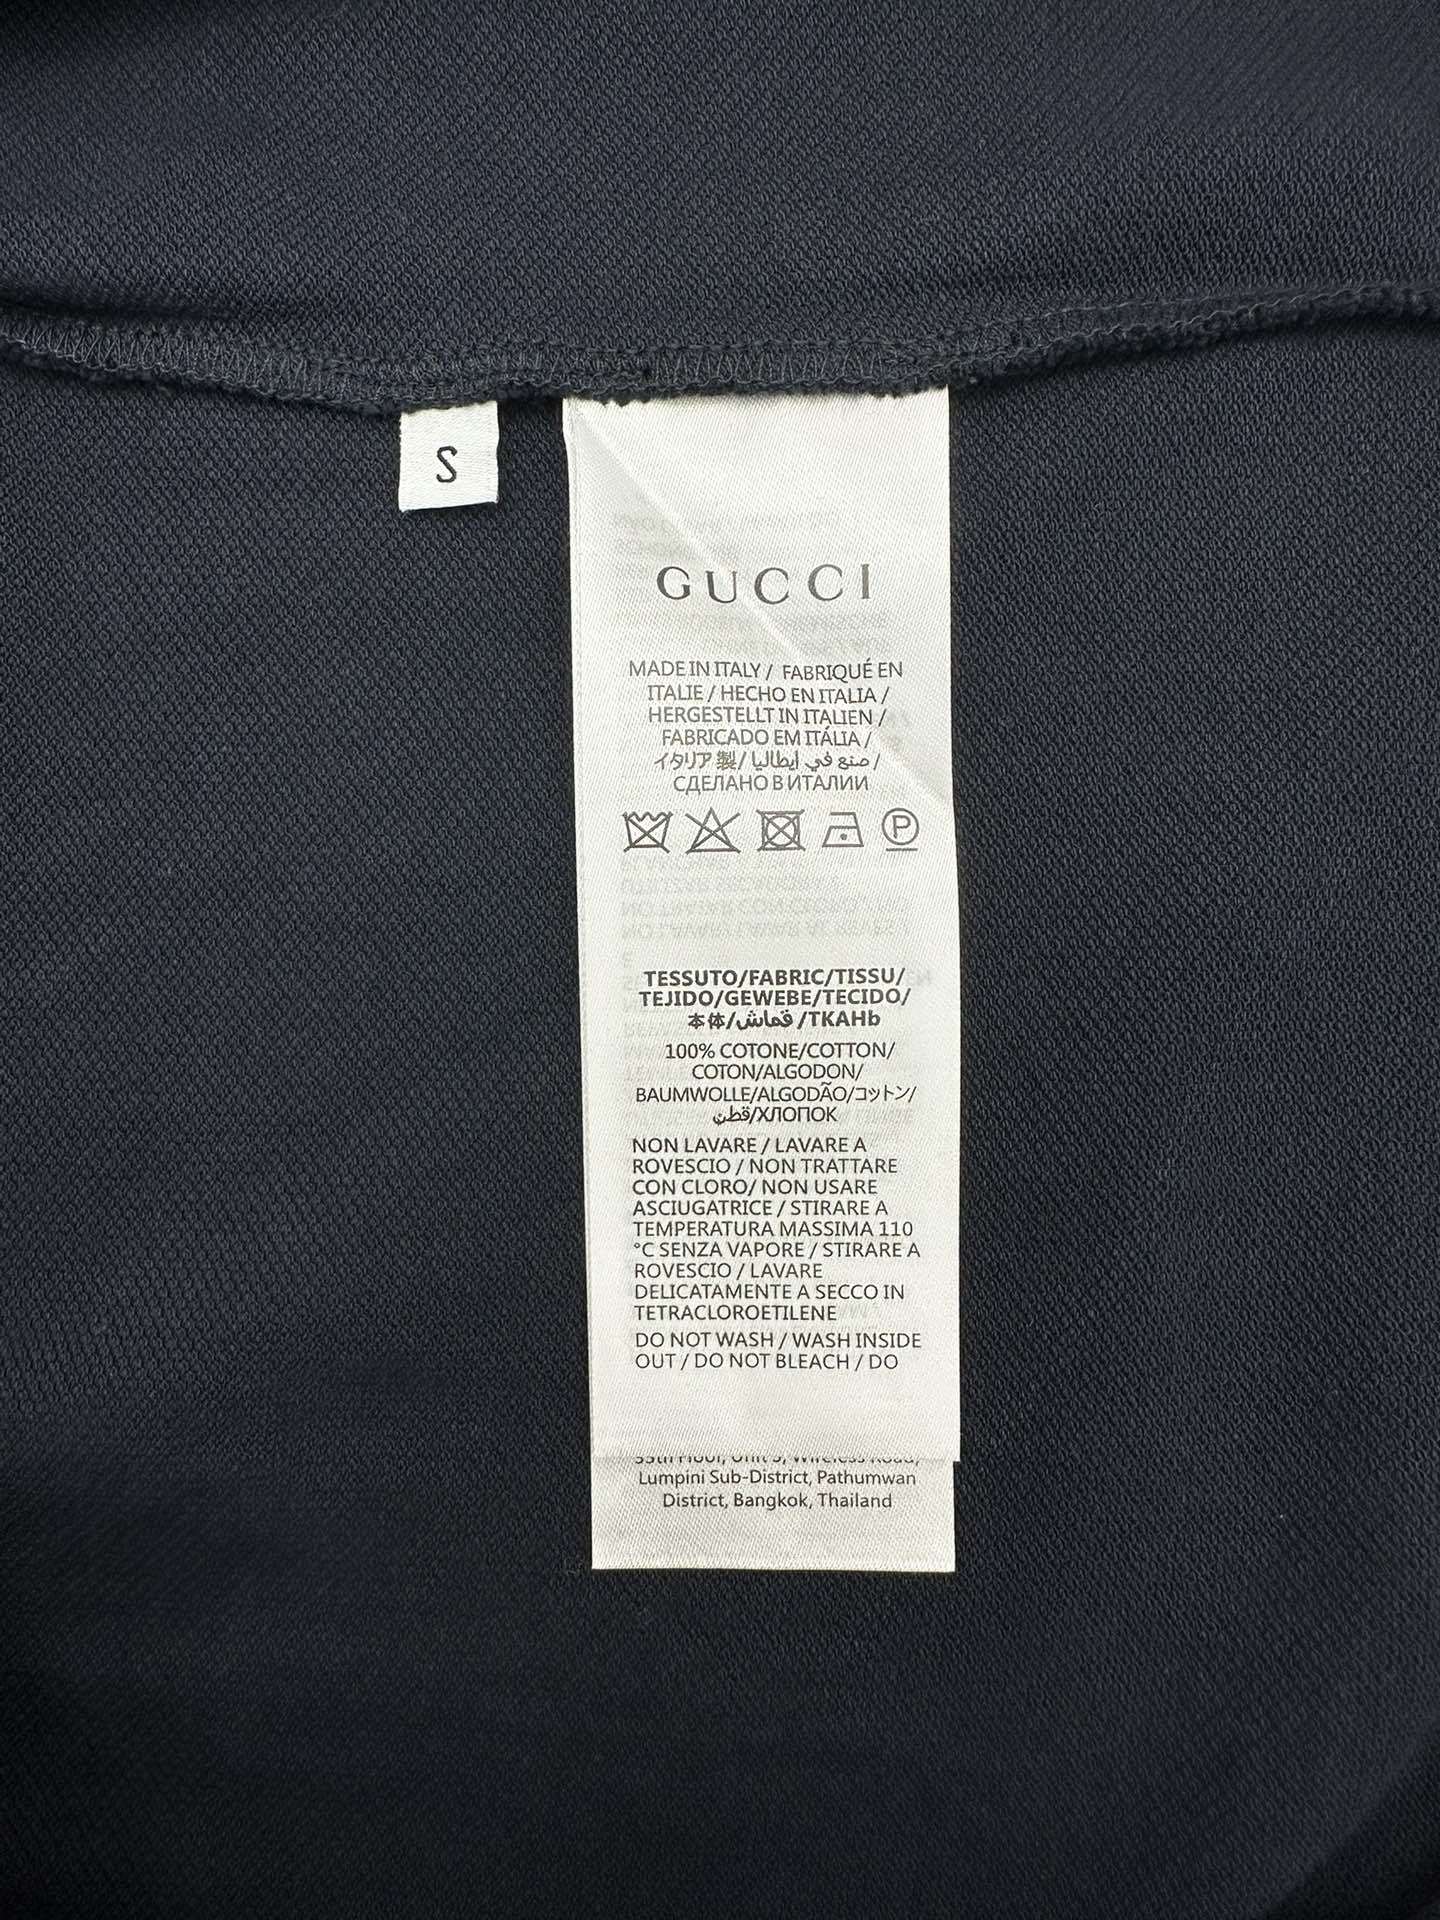 S
GUCCI
MADE IN ITALY / FABRIQUÉ EN
ITALIE / HECHO EN ITALIA /
HERGESTELLT IN ITALIEN /
FABRICADO EM ITÁLIA /
イタリア製/ صنع في إيطاليا /
СДЕЛАНО В ИТАЛИИ
P
TESSUTO/FABRIC/TISSU/
TEJIDO/GEWEBE/TECIDO/
本体/قماش /TKAHb
100% COTONE/COTTON/
COTON/ALGODON/
BAUMWOLLE/ALGODÃO/コットン/
قطن/ХЛОПОК
NON LAVARE / LAVARE A
ROVESCIO / NON TRATTARE
CON CLORO/ NON USARE
ASCIUGATRICE / STIRARE A
TEMPERATURA MASSIMA 110
°C SENZA VAPORE / STIRARE A
ROVESCIO / LAVARE
DELICATAMENTE A SECCO IN
TETRACLOROETILENE
DO NOT WASH / WASH INSIDE
OUT / DO NOT BLEACH / DO
Lumpini Sub-District, Pathumwan
District, Bangkok, Thailand